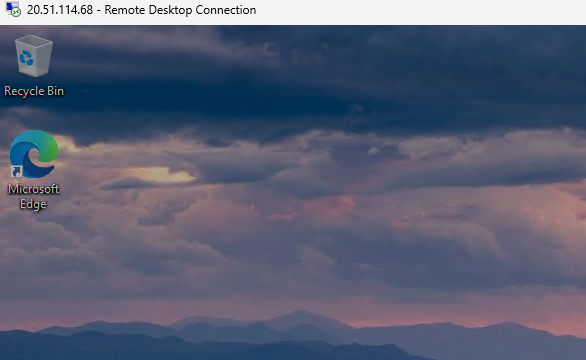 20.51.114.68 - Remote Desktop Connection
Recycle Bin
Microsoft
Edge